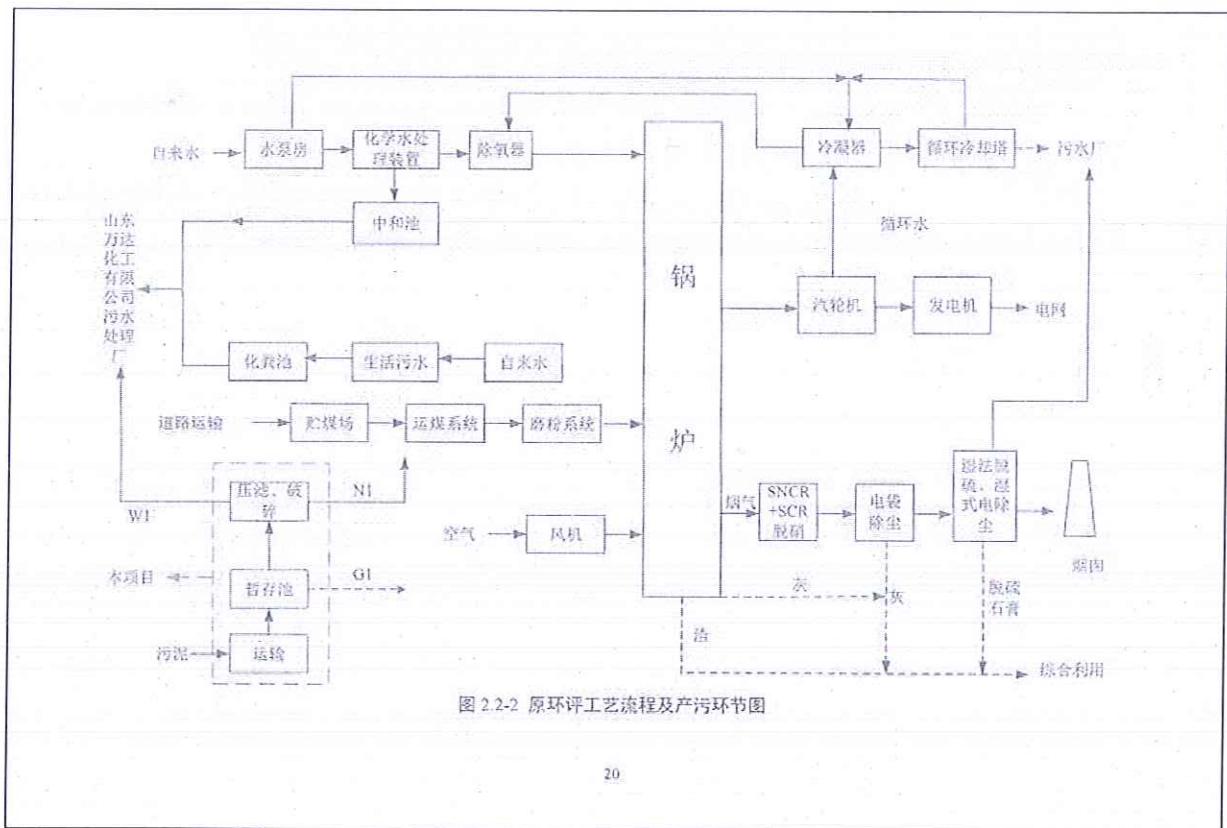 自来水
水泵房
化学水处
理装置
除氧器
冷凝器
循环冷却塔
污水厂
中和池
循环水
山东
万达
化工
有限
公司
污水
处理
厂
锅
炉
汽轮机
发电机
电网
化粪池
生活污水
自来水
道路运输
贮煤场
运煤系统
磨粉系统
压滤、破
碎
W1
N1
空气
风机
烟气
SNCR
+SCR
脱硝
电袋
除尘
湿法脱
硫、湿
式电除
尘
烟囱
本项目
暂存池
G1
污泥
运输
灰
灰
渣
脱硫
石膏
综合利用
图 2.2-2 原环评工艺流程及产污环节图
20